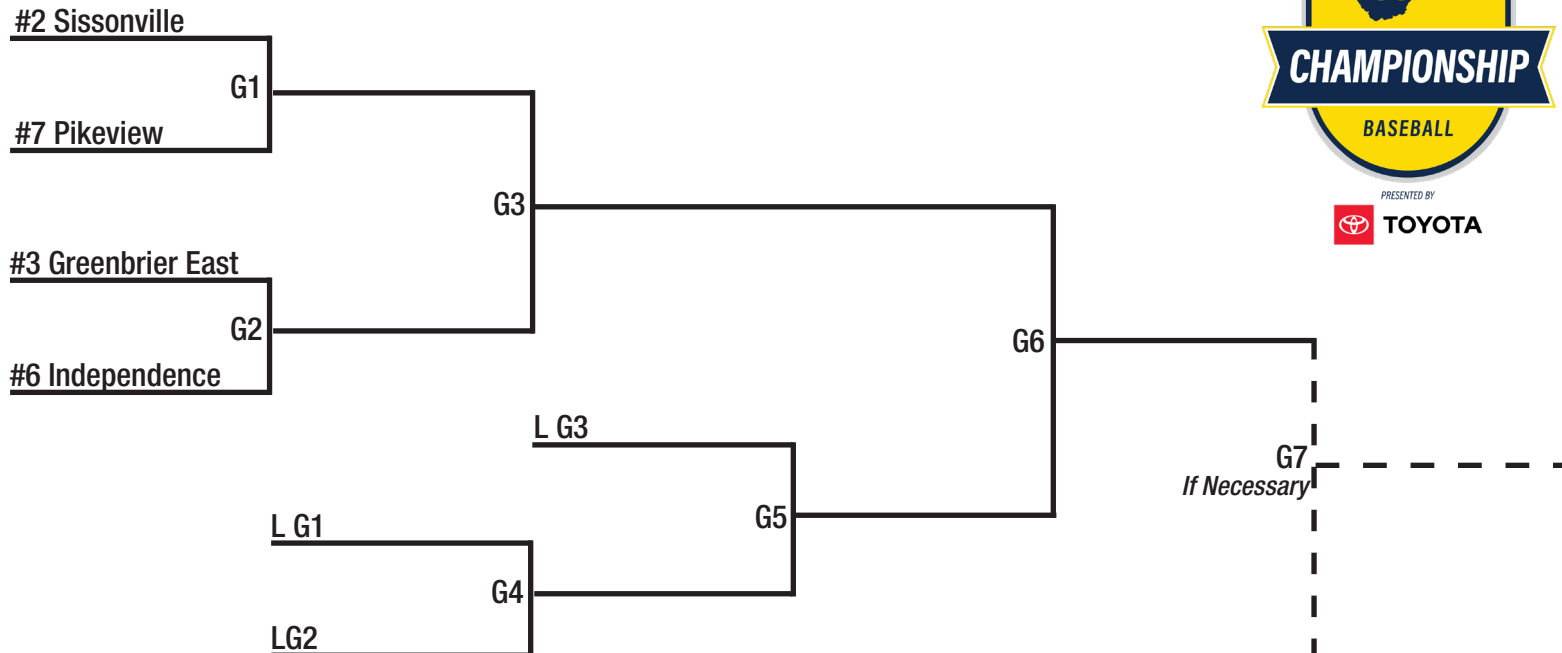 #2 Sissonville
G1
#7 Pikeview
G3
#3 Greenbrier East
G2
#6 Independence
L G3
G5
L G1
G4
LG2
G6
G7
If Necessary
CHAMPIONSHIP
BASEBALL
PRESENTED BY
TOYOTA